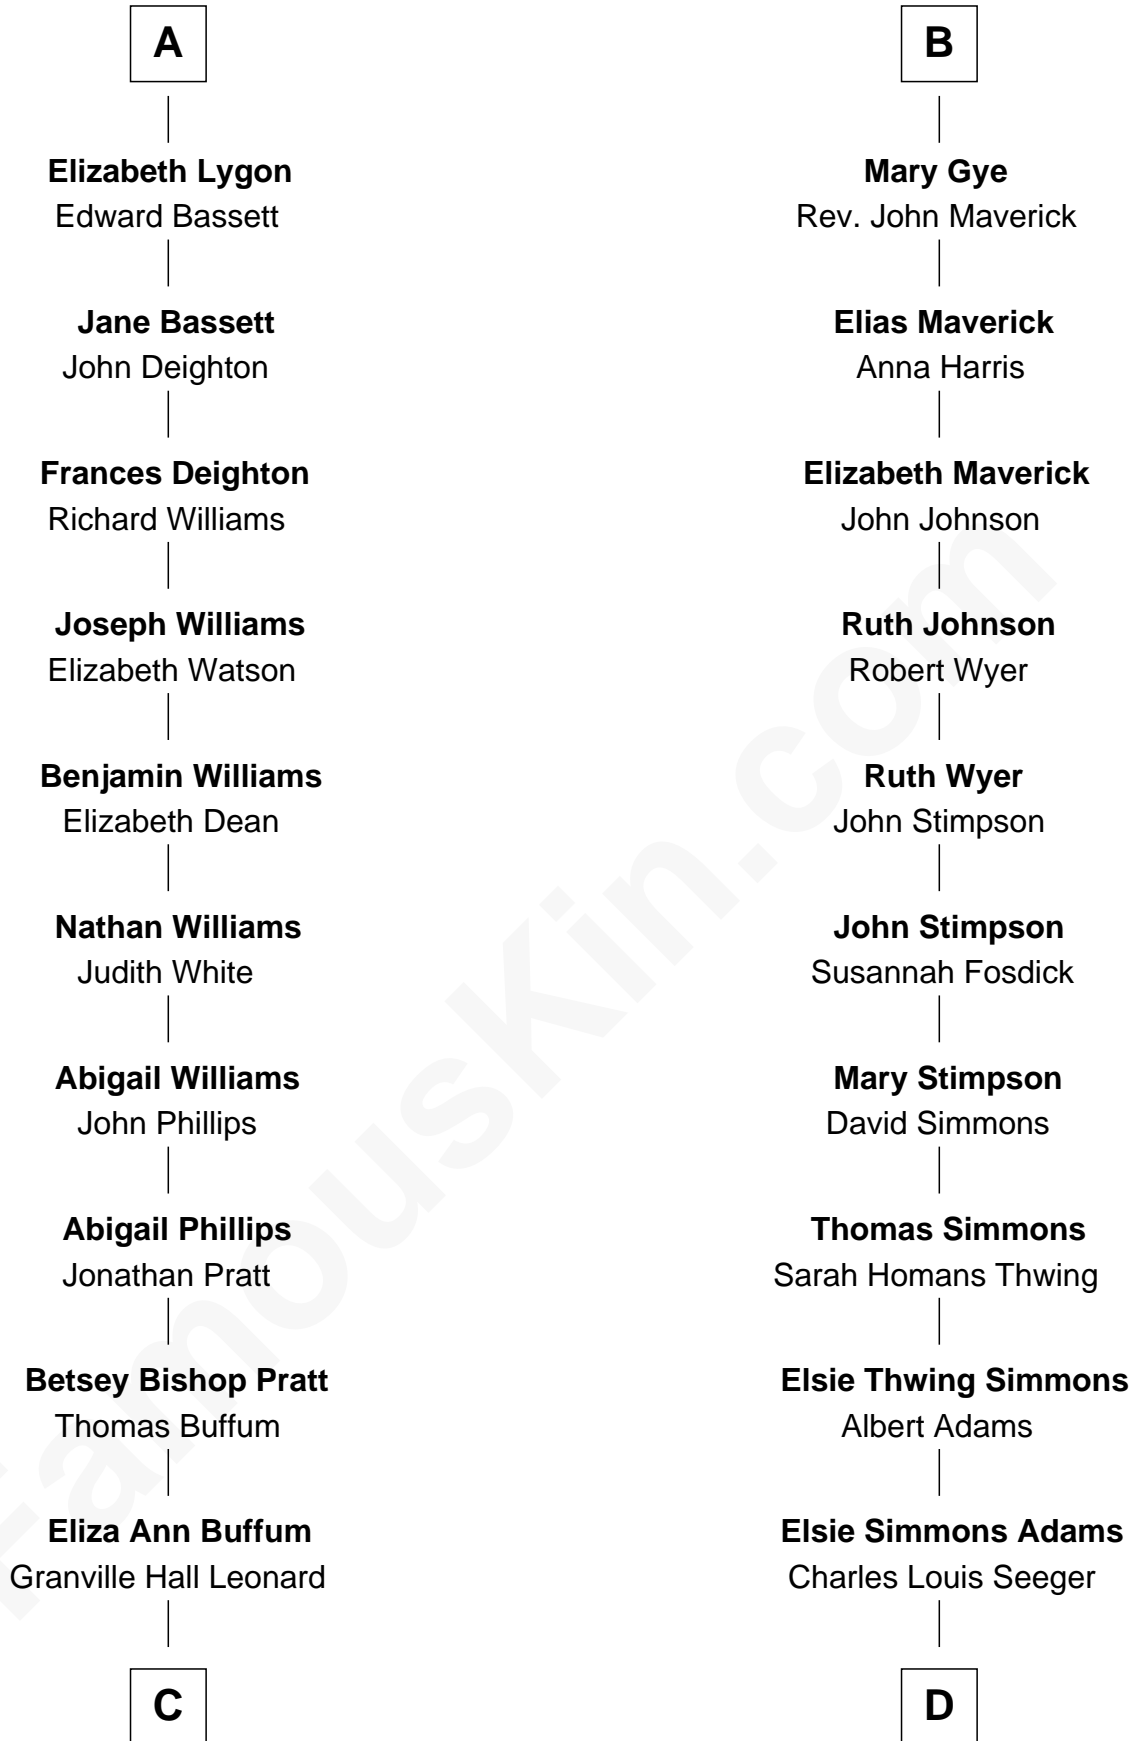 A
Elizabeth Lygon
Edward Bassett
Jane Bassett
John Deighton
Frances Deighton
Richard Williams
Joseph Williams
Elizabeth Watson
Benjamin Williams
Elizabeth Dean
Nathan Williams
Judith White
Abigail Williams
John Phillips
Abigail Phillips
Jonathan Pratt
Betsey Bishop Pratt
Thomas Buffum
Eliza Ann Buffum
Granville Hall Leonard
C
B
Mary Gye
Rev. John Maverick
Elias Maverick
Anna Harris
Elizabeth Maverick
John Johnson
Ruth Johnson
Robert Wyer
Ruth Wyer
John Stimpson
John Stimpson
Susannah Fosdick
Mary Stimpson
David Simmons
Thomas Simmons
Sarah Homans Thwing
Elsie Thwing Simmons
Albert Adams
Elsie Simmons Adams
Charles Louis Seeger
D
FamousKin.com